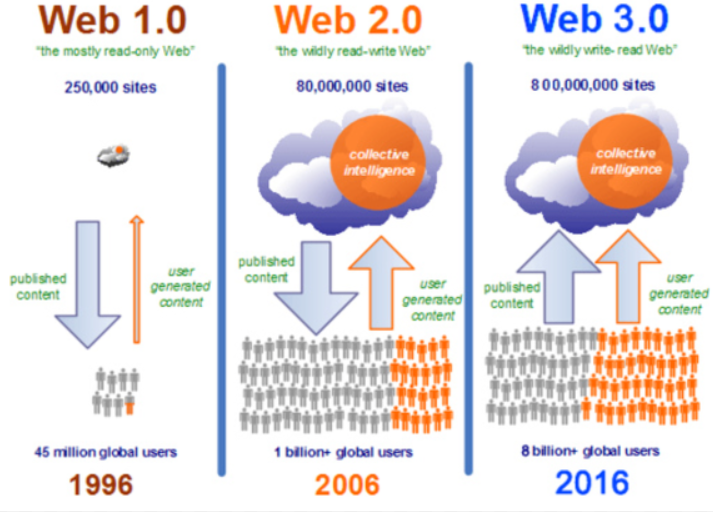 Web 1.0
"the mostly read-only Web"
250,000 sites
published
content
user
generated
content
45 million global users
1996
Web 2.0
"the wildly read-write Web"
80,000,000 sites
collective
intelligence
published
content
user
generated
content
1 billion+ global users
2006
Web 3.0
"the wildly write- read Web"
800,000,000 sites
collective
intelligence
published
content
user
generated
content
8 billion+ global users
2016